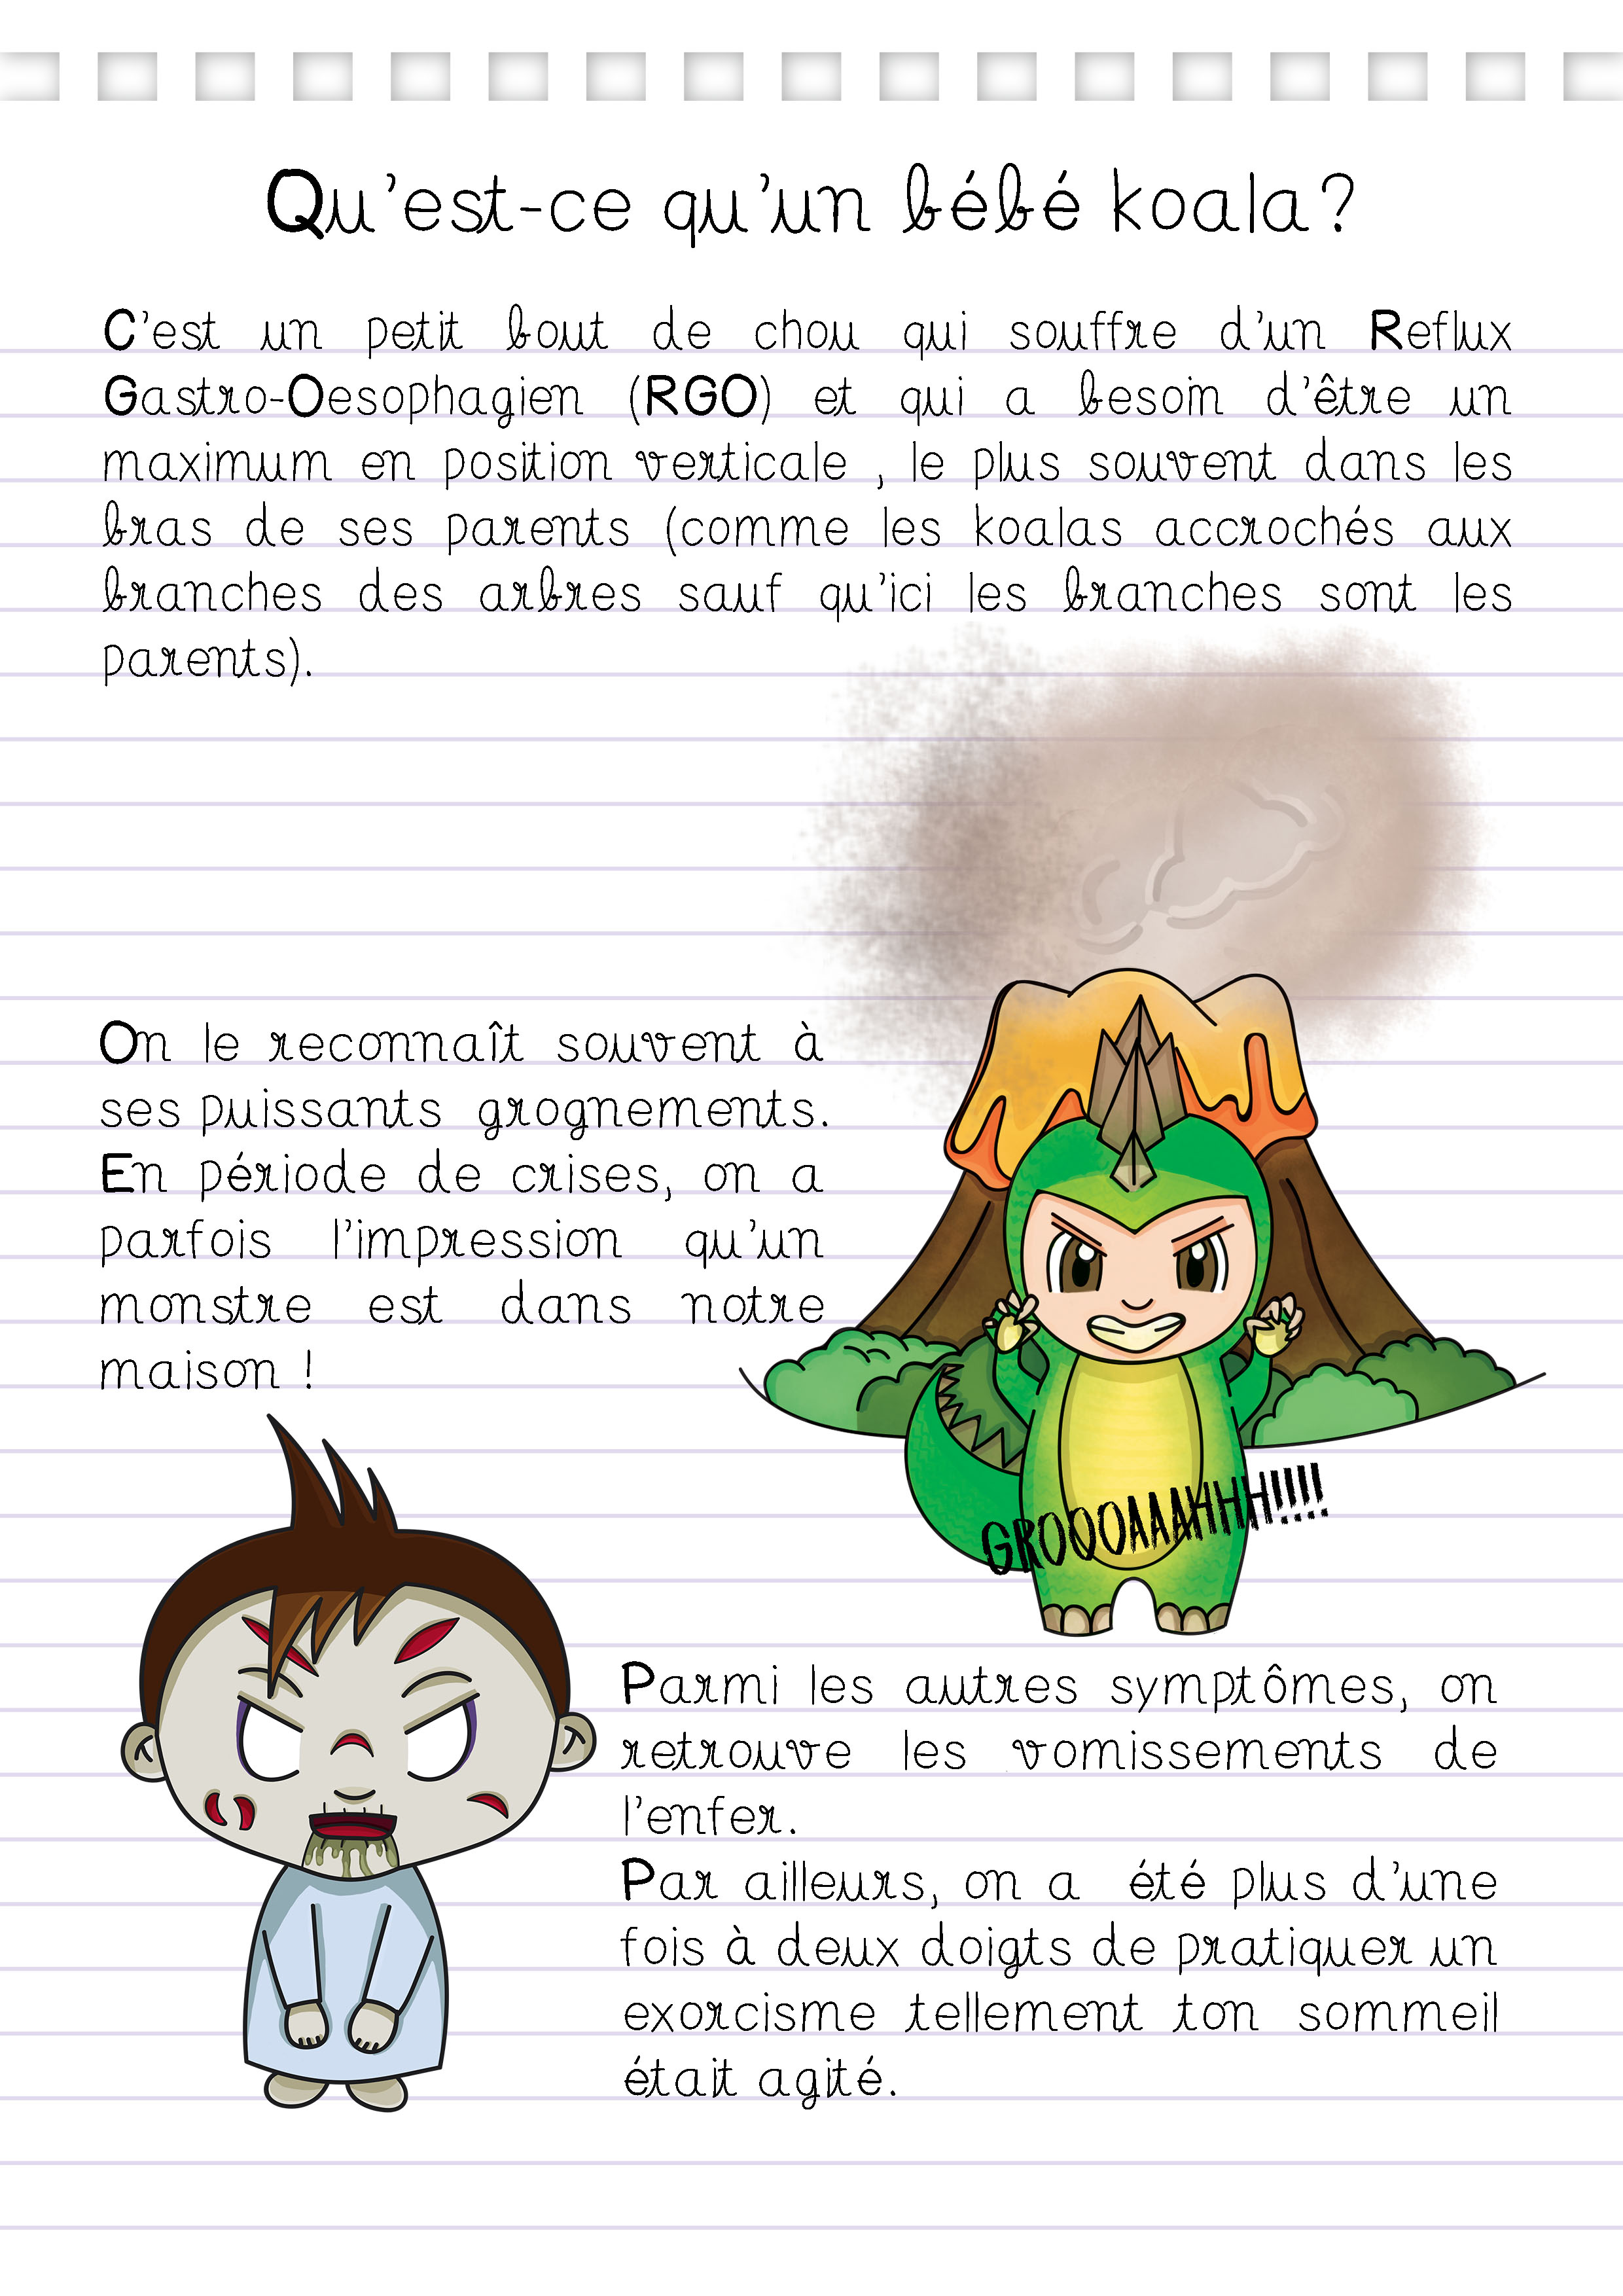 Qu'est-ce qu'un bébé koala?
C'est un petit bout de chou qui souffre d'un Reflux
Gastro-Oesophagien (RGO) et qui a besoin d'être un
maximum en position verticale , le plus souvent dans les
bras de ses parents (comme les koalas accrochés aux
branches des arbres sauf qu'ici les branches sont les
parents).
On le reconnaît souvent à
ses puissants grognements.
En période de crises, on a
parfois l'impression qu'un
monstre est dans notre
maison !
GROOOAAAHHH!!!!
Parmi les autres symptômes, on
retrouve les vomissements de
l'enfer.
Par ailleurs, on a été plus d'une
fois à deux doigts de pratiquer un
exorcisme tellement ton sommeil
était agité.